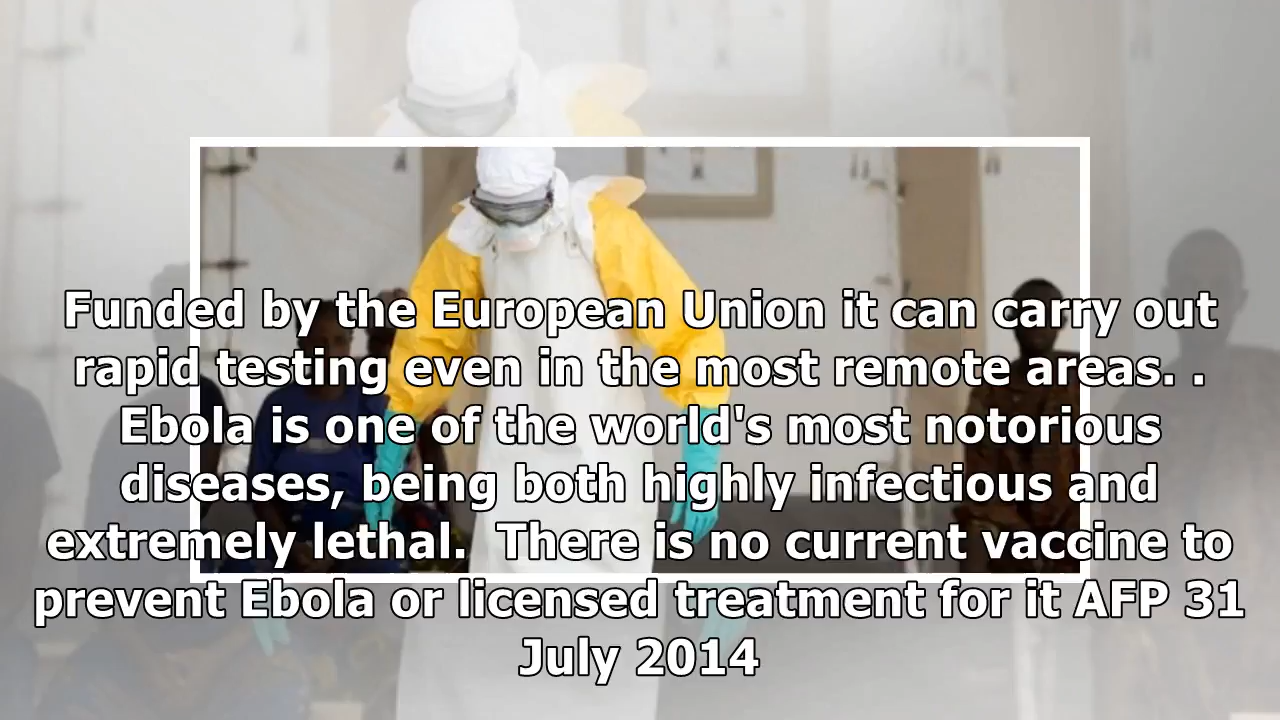 Funded by the European Union it can carry out
rapid testing even in the most remote areas. .
Ebola is one of the world's most notorious
diseases, being both highly infectious and
extremely lethal.  There is no current vaccine to
prevent Ebola or licensed treatment for it AFP 31
July 2014